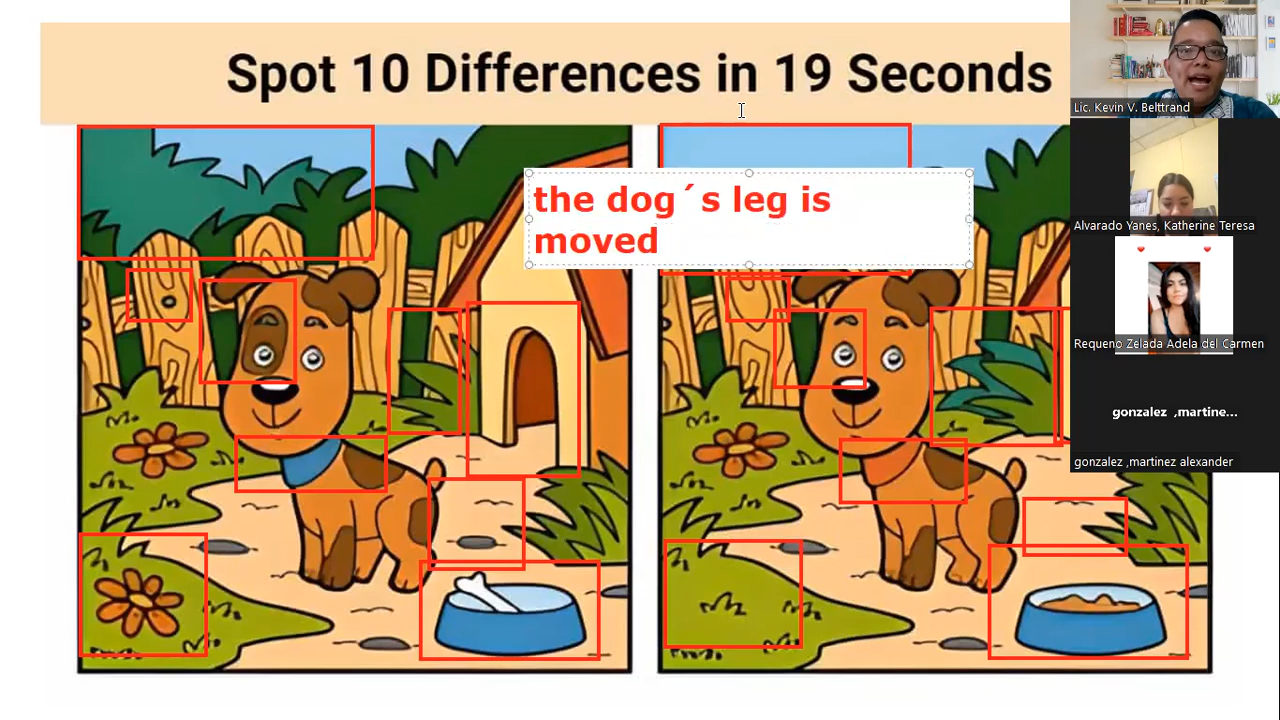 Spot 10 Differences in 19 Seconds
the dog´s leg is
moved
Lic. Kevin V. Belttrand
Alvarado Yanes, Katherine Teresa
Requeno Zelada Adela del Carmen
gonzalez ,martine...
gonzalez ,martinez alexander